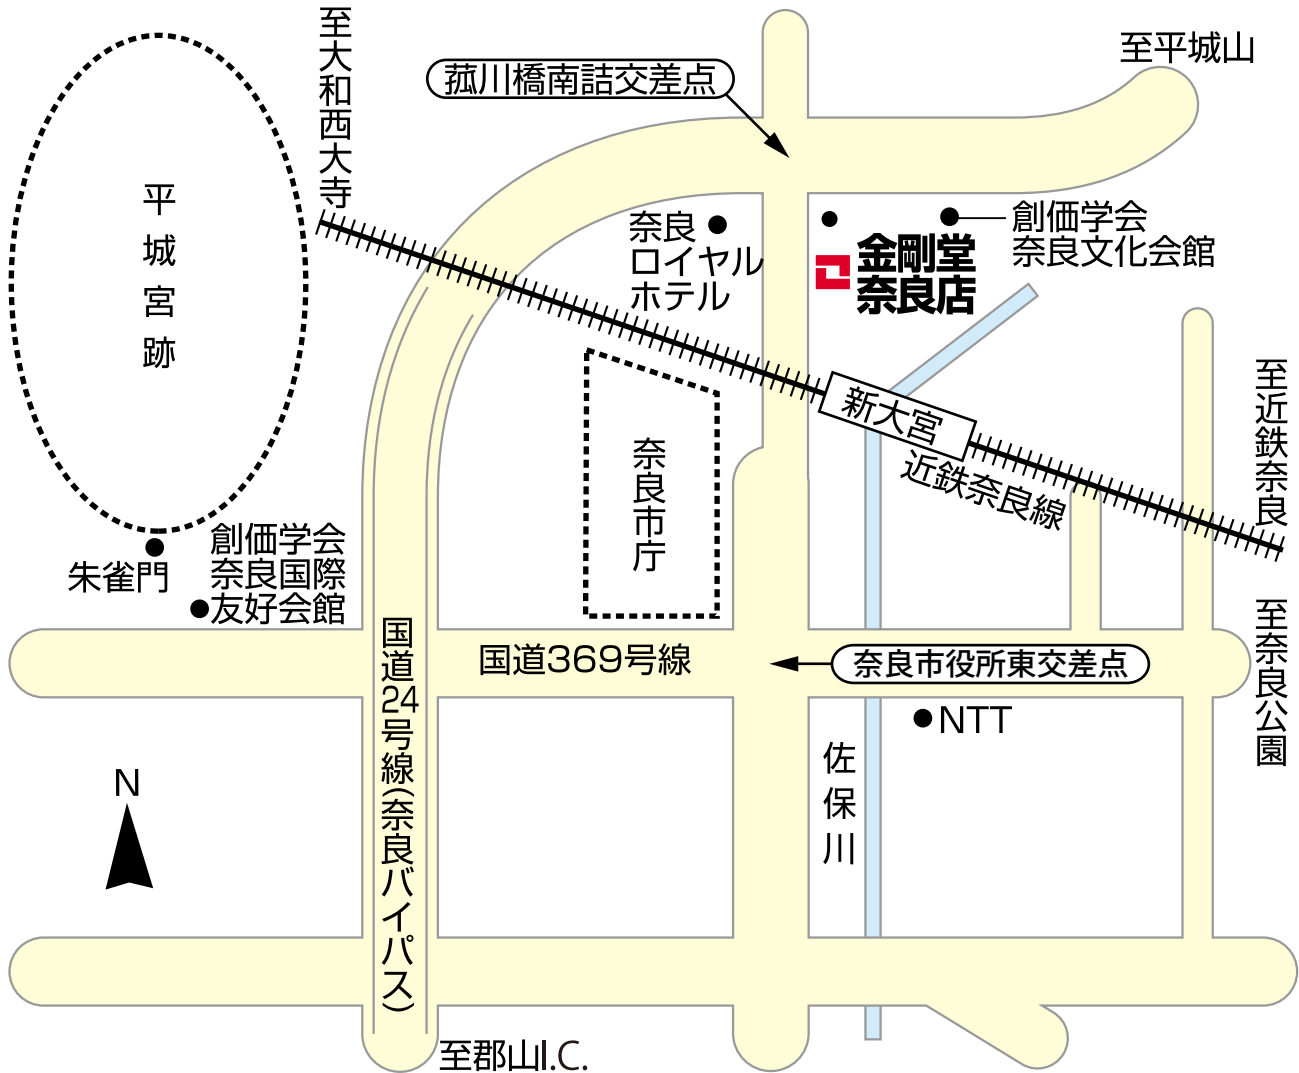 至大和西大寺
菰川橋南詰交差点
至平城山
平城宮跡
奈良
ロイヤル
ホテル
創価学会
奈良文化会館
金剛堂
奈良店
新大宮
近鉄奈良線
至近鉄奈良
奈良市庁
朱雀門
創価学会
奈良国際
友好会館
国道24号線(奈良バイパス)
国道369号線
奈良市役所東交差点
至奈良公園
NTT
佐保川
N
至郡山I.C.